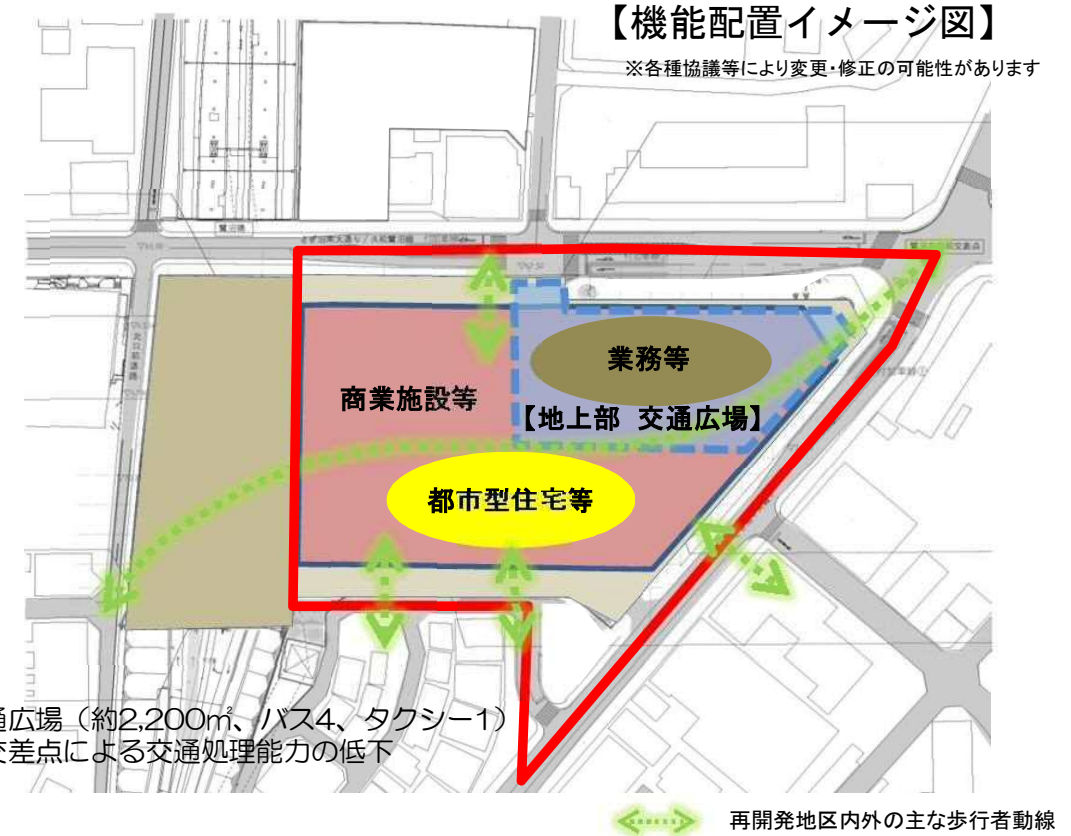 【機能配置イメージ図】
※各種協議等により変更・修正の可能性があります
鷺沼橋
業務等
商業施設等
【地上部 交通広場】
都市型住宅等
通広場（約2,200㎡、バス4、タクシー1）
交差点による交通処理能力の低下
再開発地区内外の主な歩行者動線